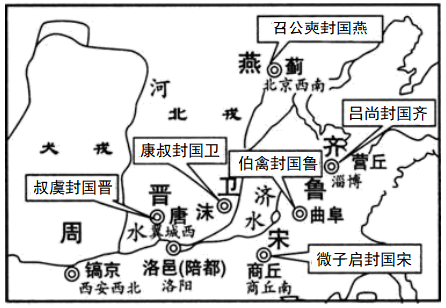 召公奭封国燕
燕
蓟
北京西南
河
北戎
犬戎
吕尚封国齐
齐
营丘
淄博
康叔封国卫
伯禽封国鲁
叔虞封国晋
晋
唐
翼城西
卫
沫
济水
鲁
曲阜
周
水
宋
洛邑(陪都)
洛阳
商丘
商丘南
微子启封国宋
镐京
西安西北